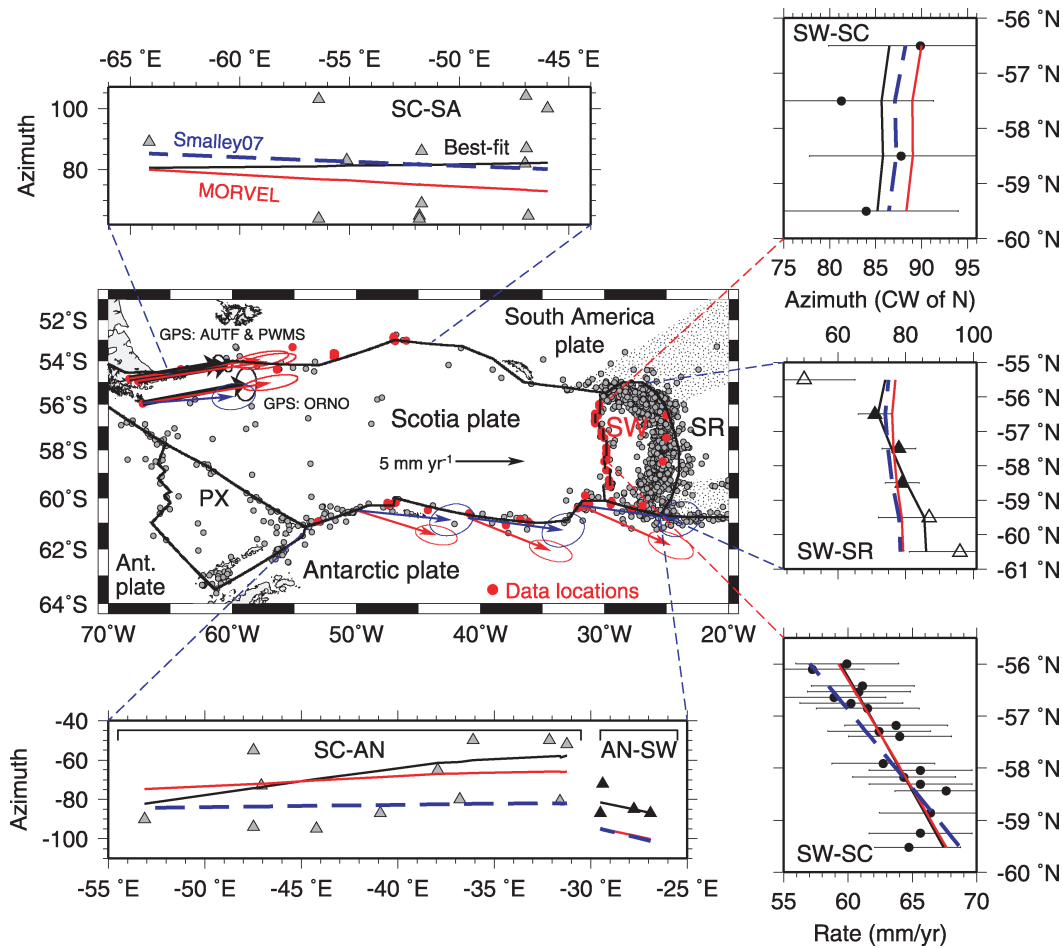 -65 ˚E -60 ˚E -55 ˚E -50 ˚E -45 ˚E
100
80
Azimuth
SC-SA
Smalley07
Best-fit
MORVEL
SW-SC
-56 ˚N
-57 ˚N
-58 ˚N
-59 ˚N
-60 ˚N
75 80 85 90 95
Azimuth (CW of N)
60 80 100
-55 ˚N
-56 ˚N
-57 ˚N
-58 ˚N
-59 ˚N
-60 ˚N
-61 ˚N
SW-SR
52°S
54°S
56°S
58°S
60°S
62°S
64°S
GPS: AUTF & PWMS
GPS: ORNO
South America
plate
Scotia plate
SW
SR
5 mm yr-1
PX
Ant.
plate
Antarctic plate
Data locations
70°W 60°W 50°W 40°W 30°W 20°W
-40
-60
-80
-100
Azimuth
SC-AN
AN-SW
-55 ˚E -50 ˚E -45 ˚E -40 ˚E -35 ˚E -30 ˚E -25 ˚E
-56 ˚N
-57 ˚N
-58 ˚N
-59 ˚N
-60 ˚N
SW-SC
55 60 65 70
Rate (mm/yr)